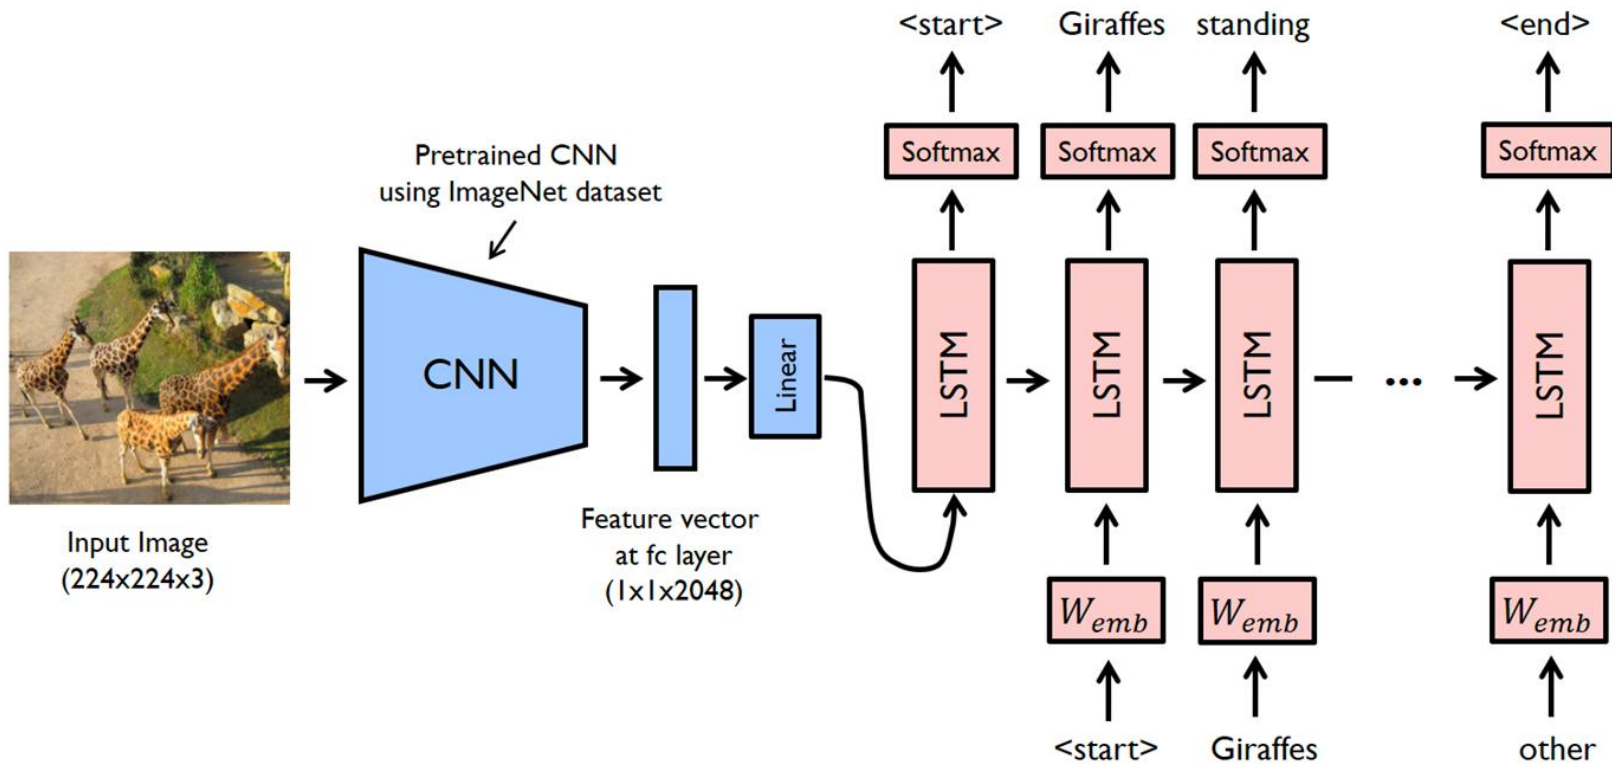 <start> Giraffes standing <end>
Softmax Softmax Softmax Softmax
Pretrained CNN
using ImageNet dataset
CNN
Linear
LSTM LSTM LSTM ... LSTM
Feature vector
at fc layer
(1x1x2048)
Input Image
(224x224x3)
W_emb W_emb W_emb
<start> Giraffes other